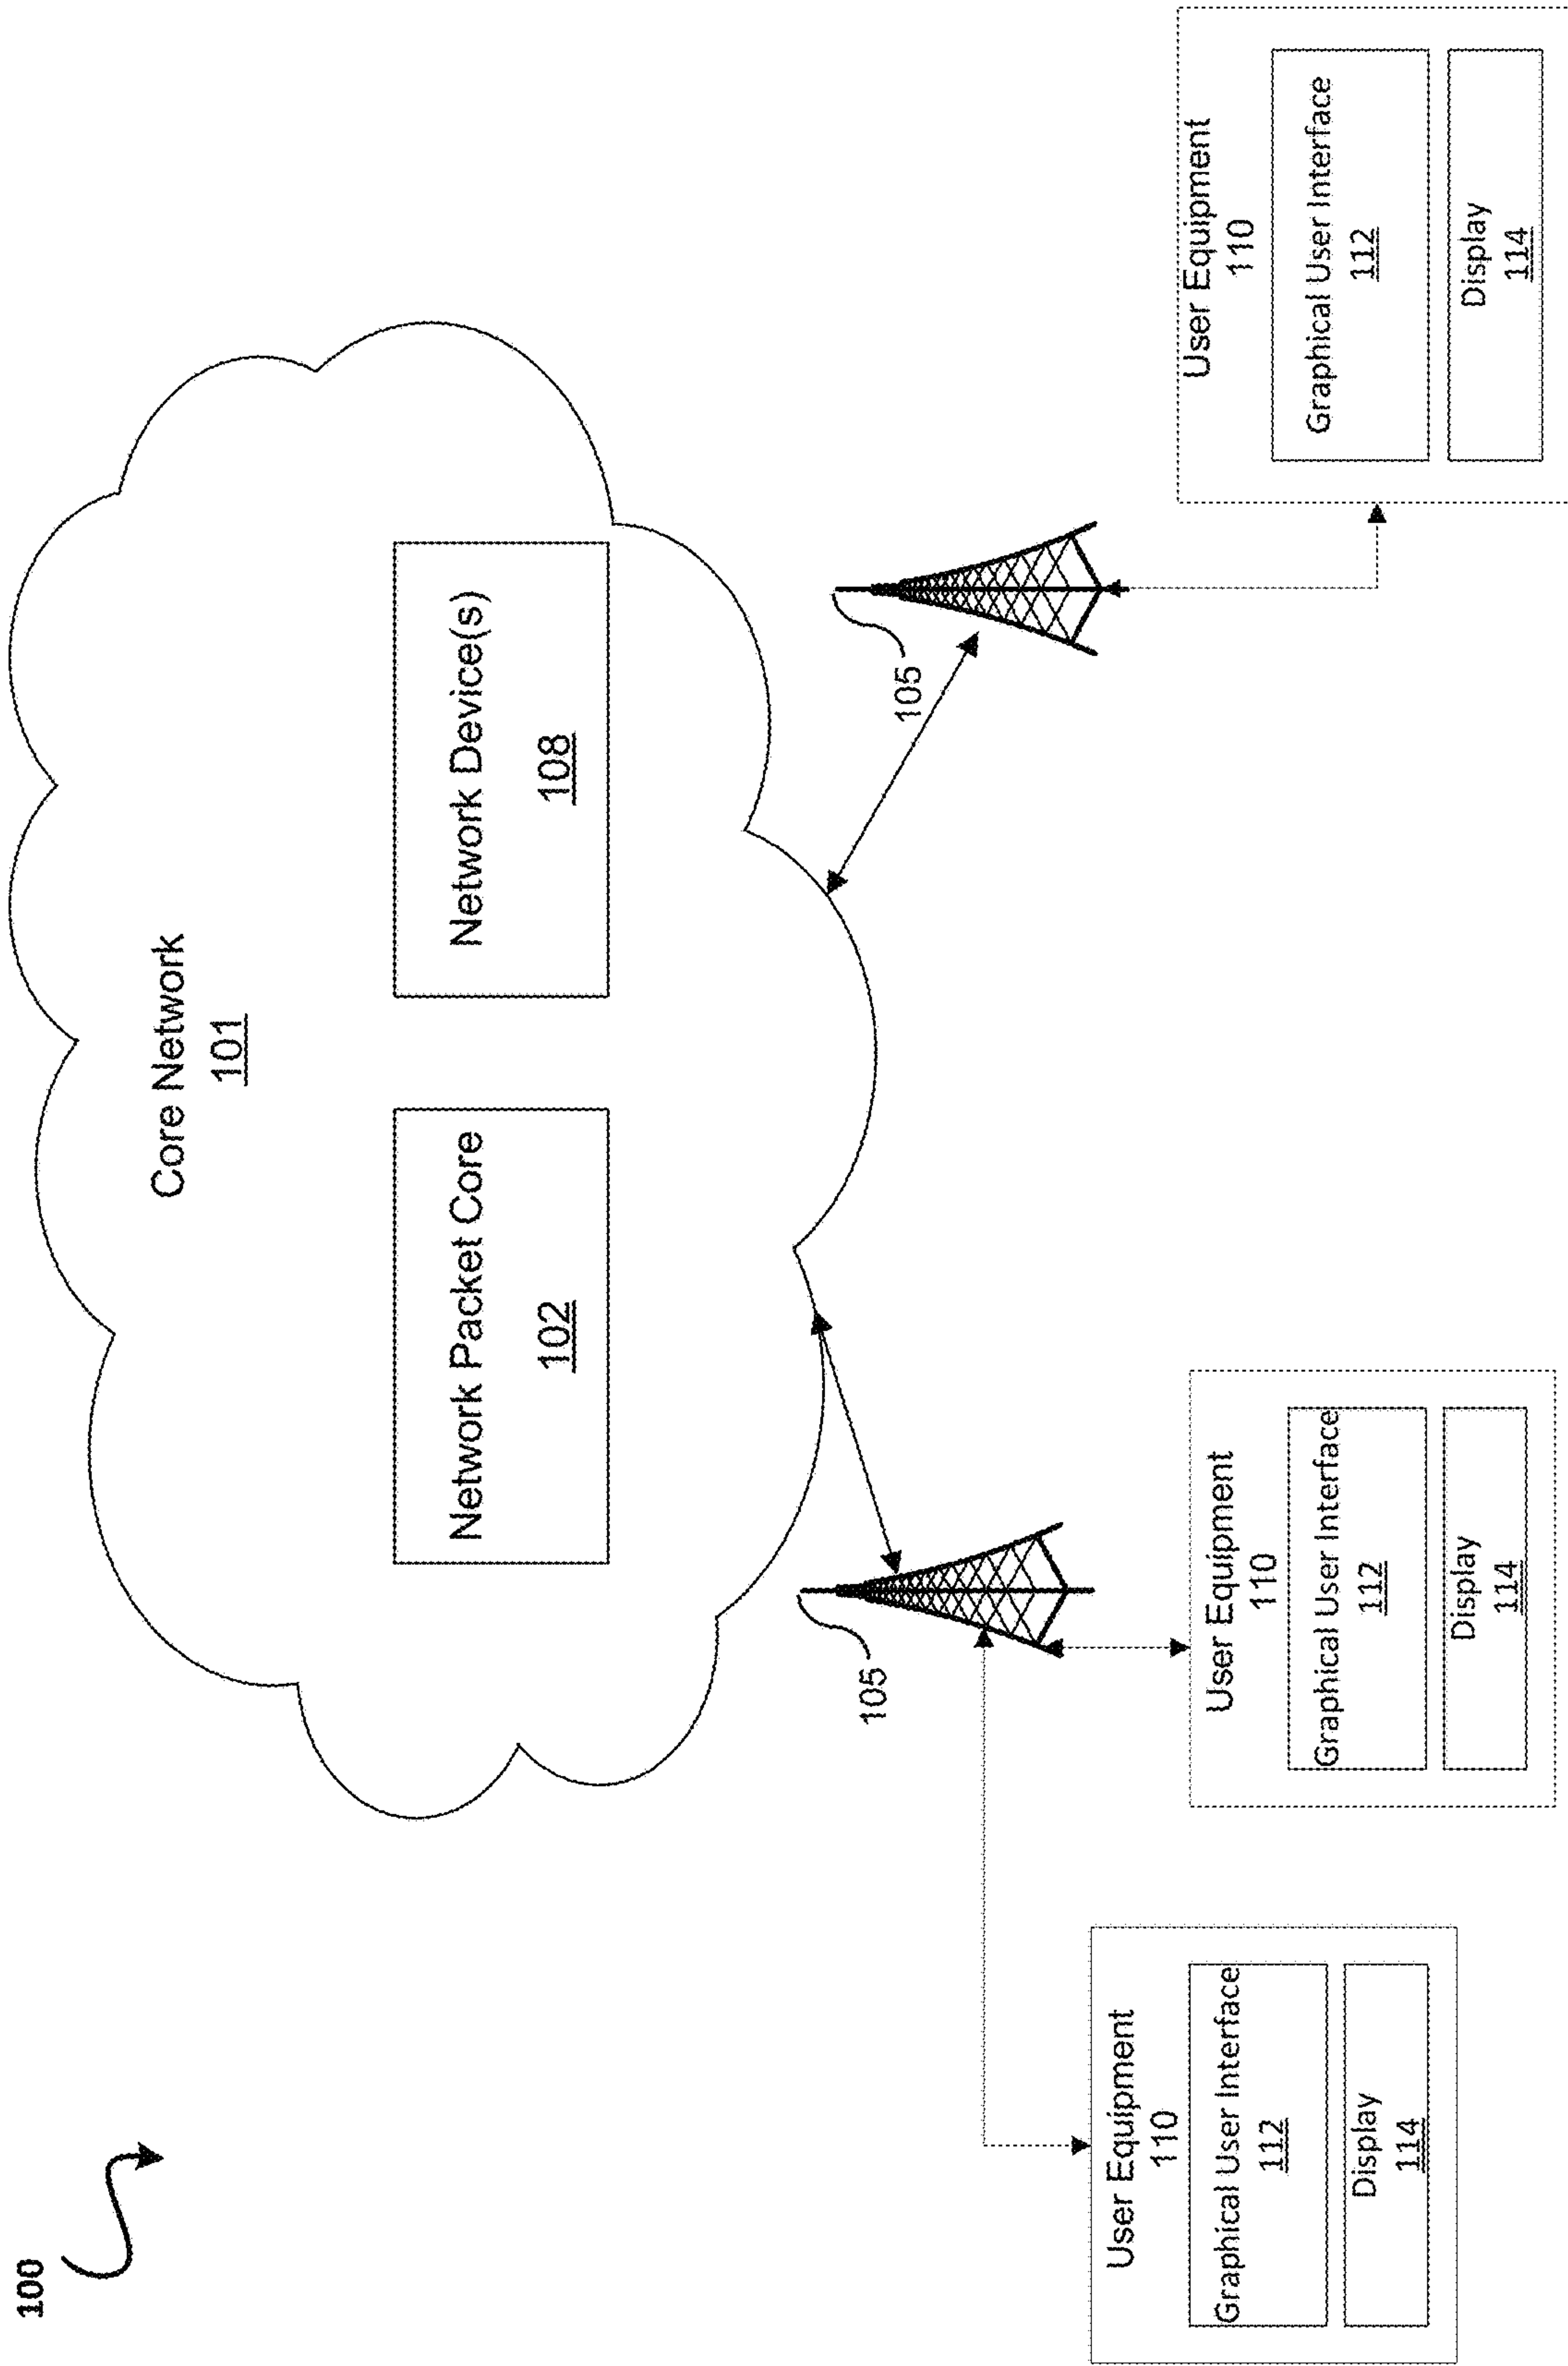 100
Core Network
101
Network Packet Core
102
Network Device(s)
108
105
105
User Equipment
110
Graphical User Interface
112
Display
114
User Equipment
110
Graphical User Interface
112
Display
114
User Equipment
110
Graphical User Interface
112
Display
114